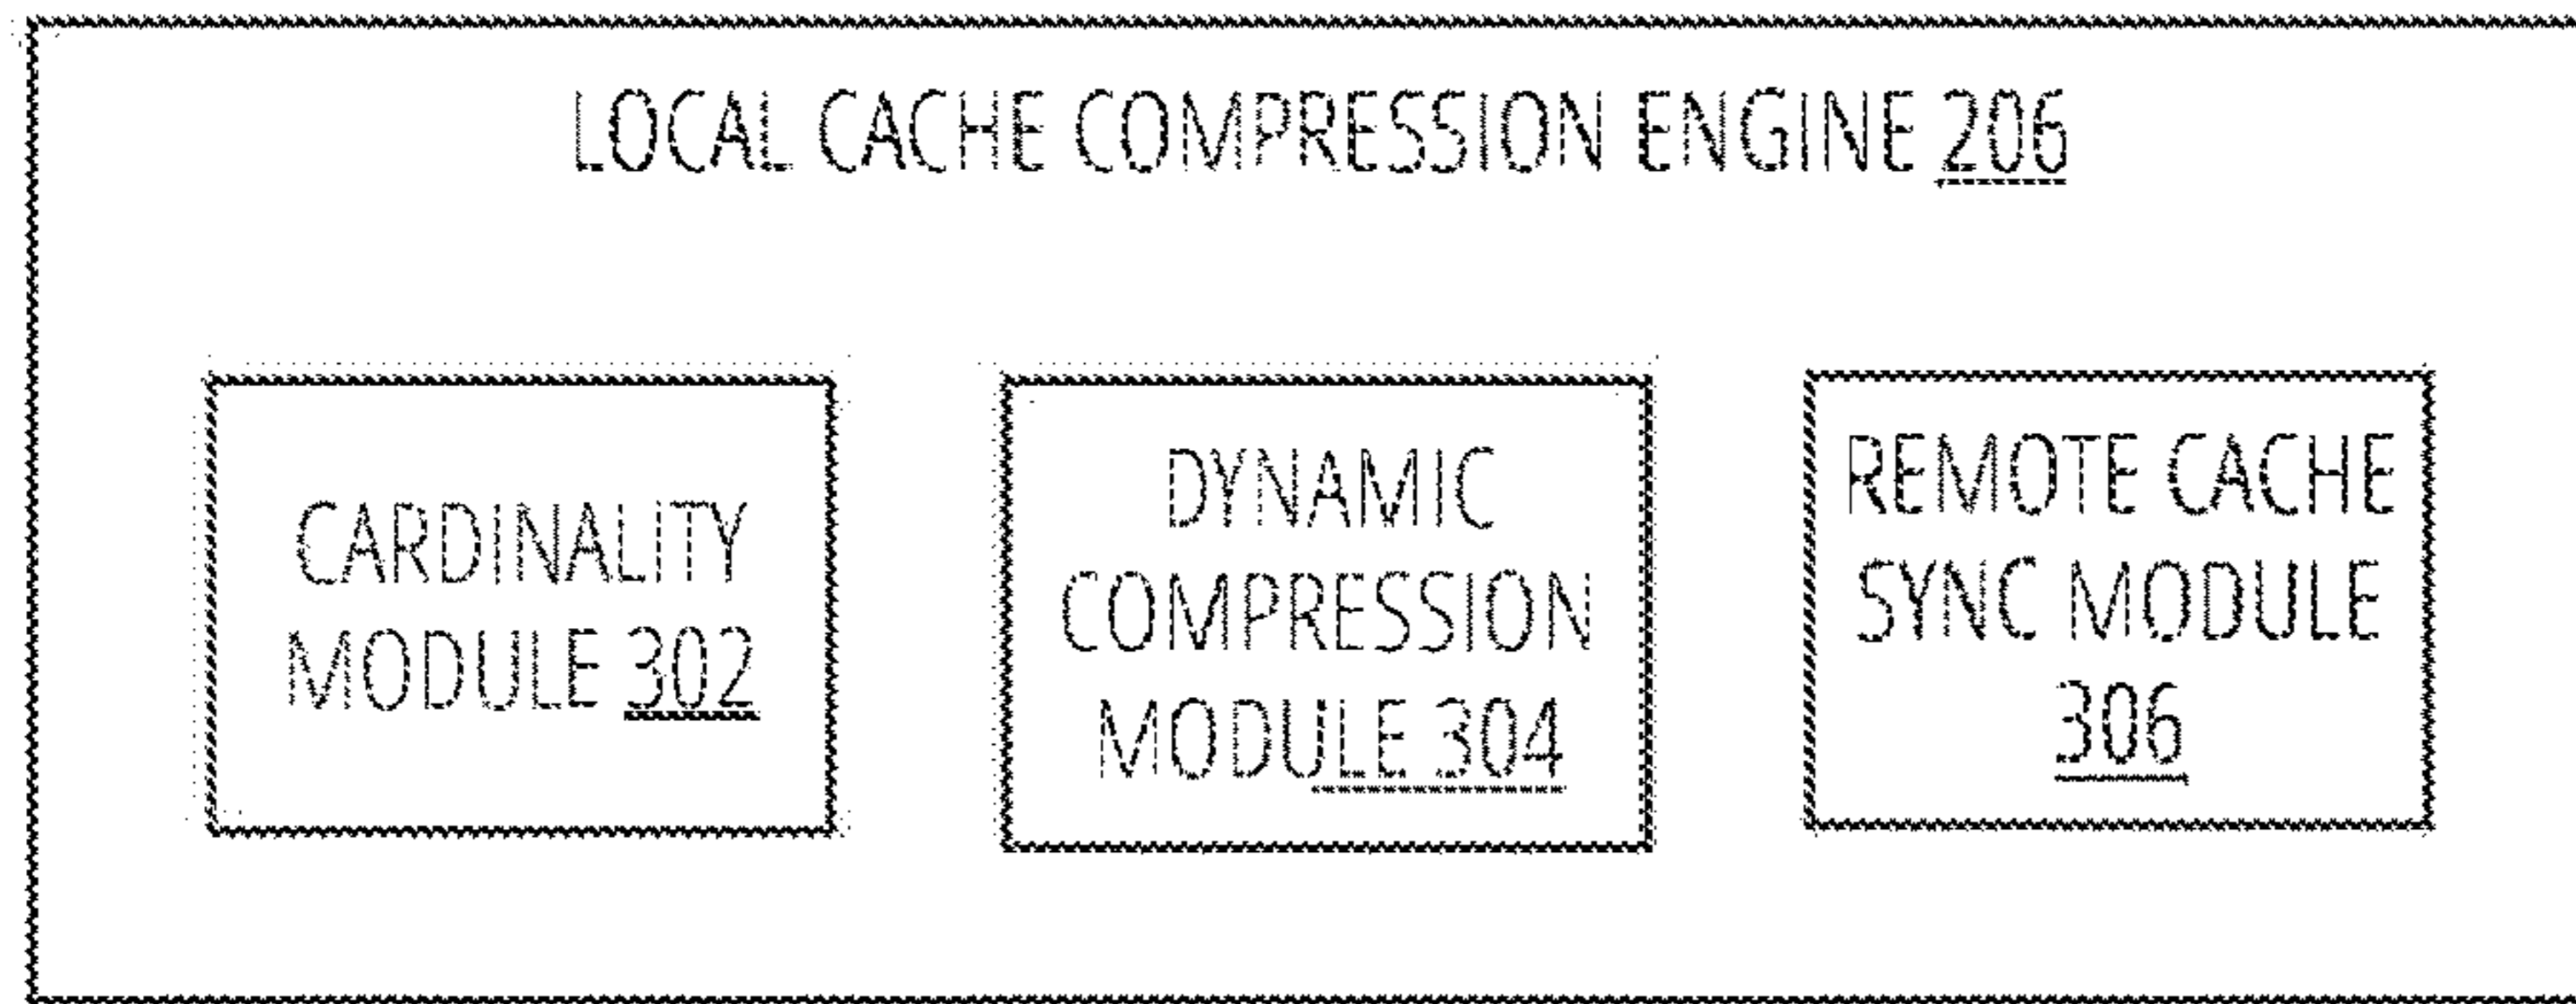 LOCAL CACHE COMPRESSION ENGINE 206
CARDINALITY
MODULE 302
DYNAMIC
COMPRESSION
MODULE 304
REMOTE CACHE
SYNC MODULE
306